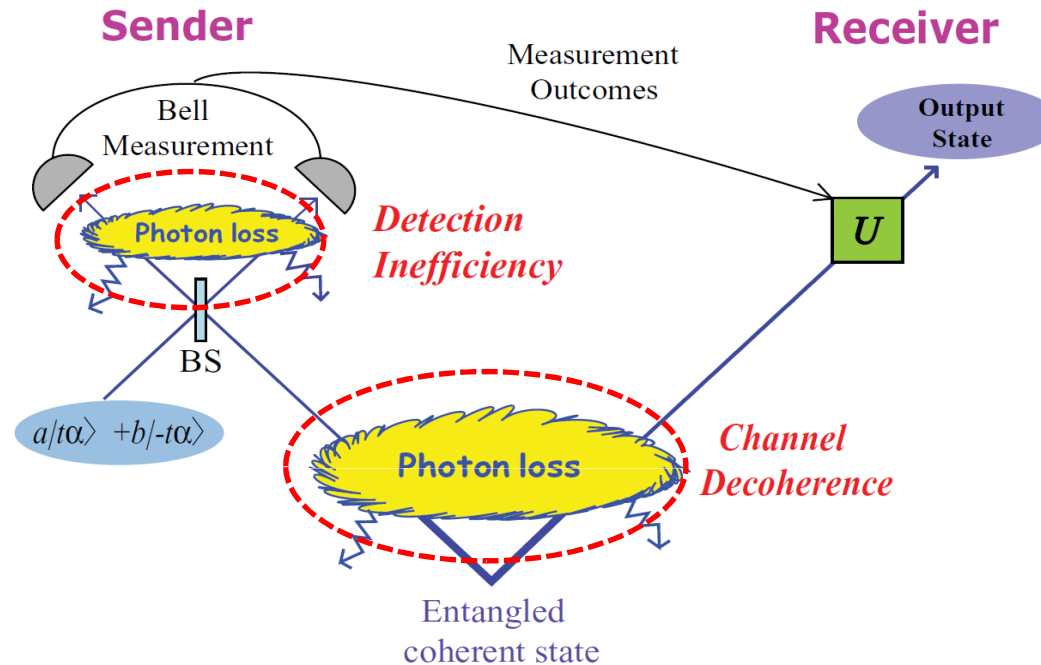 Sender
Receiver
Measurement
Outcomes
Bell
Measurement
Output
State
Photon loss
Detection
Inefficiency
U
BS
a|tα⟩ +b|-tα⟩
Photon loss
Channel
Decoherence
Entangled
coherent state